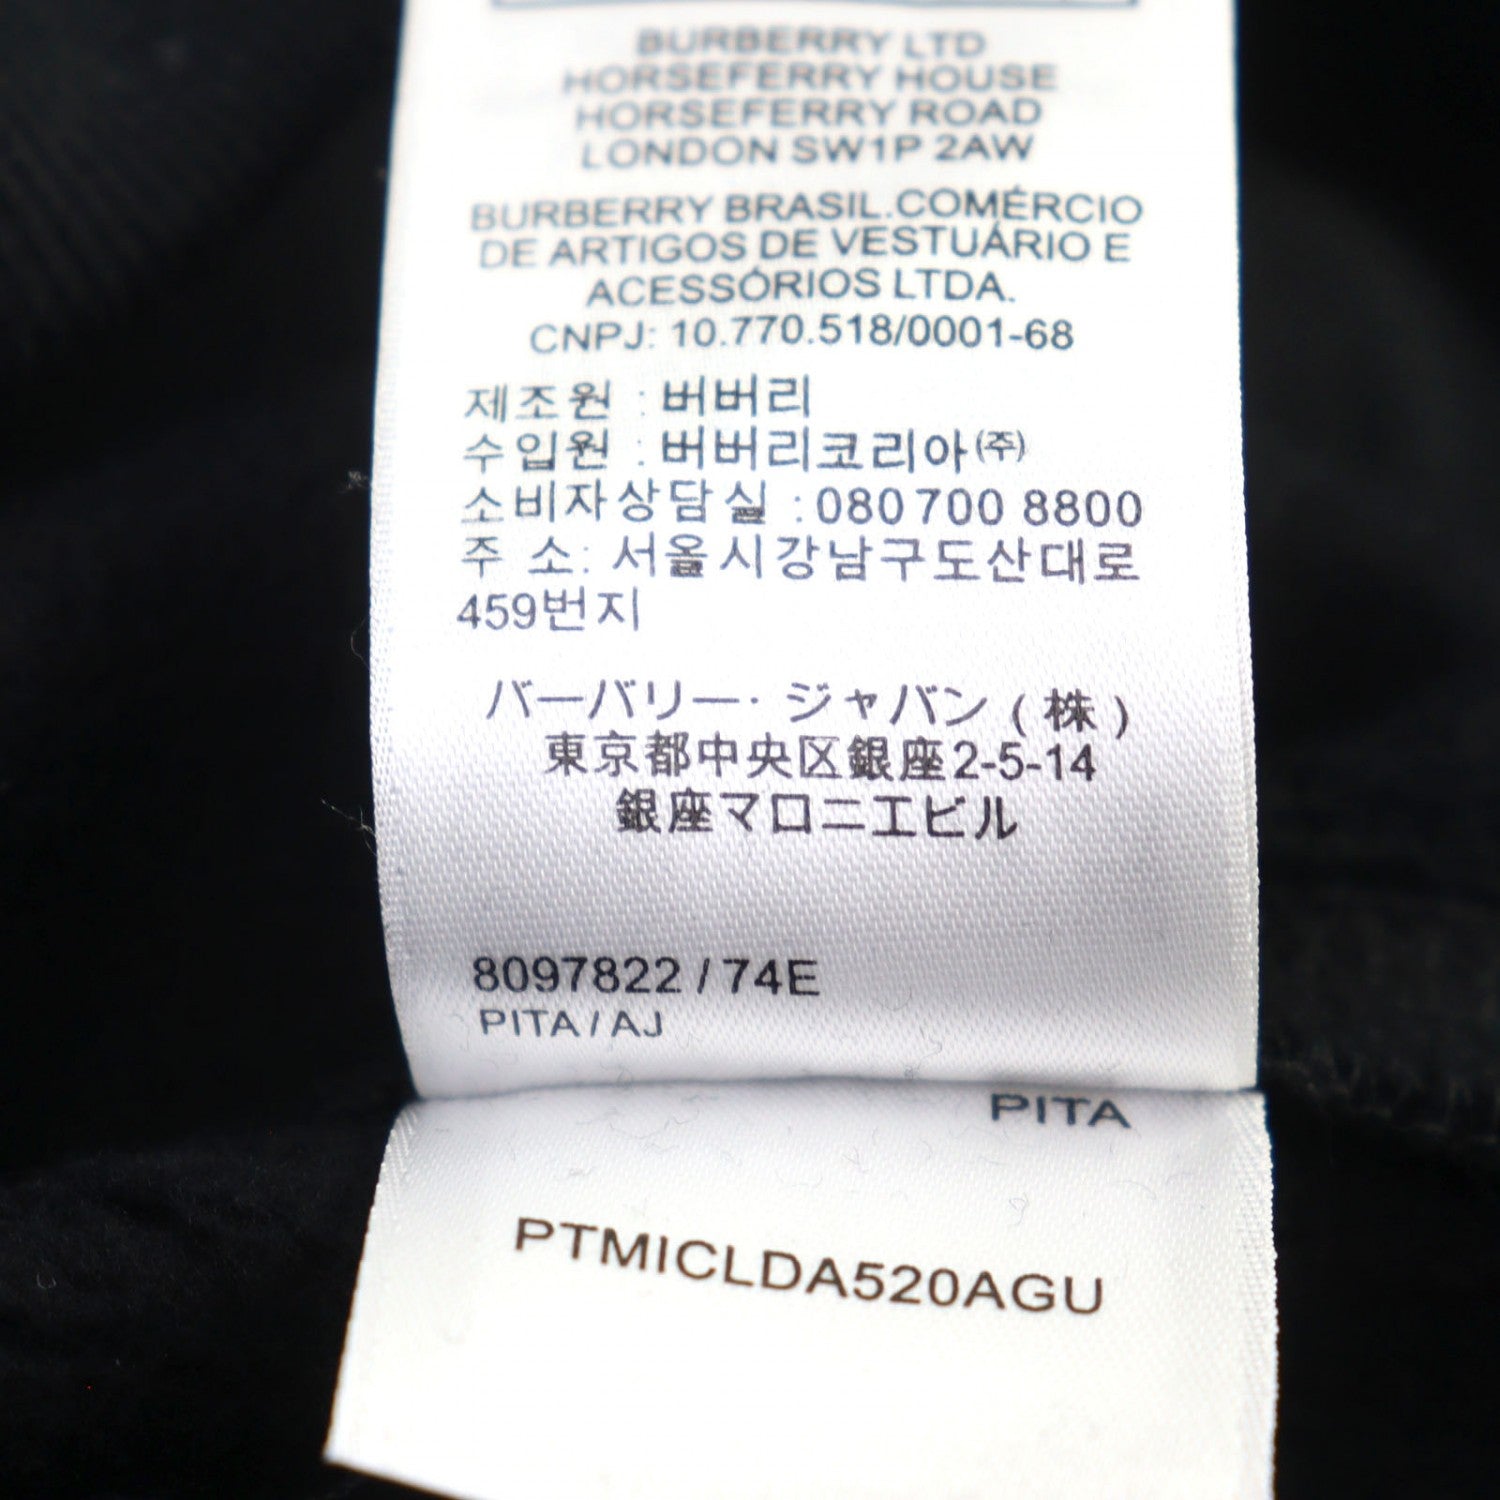 BURBERRY LTD
HORSEFERRY HOUSE
HORSEFERRY ROAD
LONDON SW1P 2AW
BURBERRY BRASIL.COMÉRCIO
DE ARTIGOS DE VESTUÁRIO E
ACESSÓRIOS LTDA.
CNPJ: 10.770.518/0001-68
제조원 : 버버리
수입원 : 버버리코리아㈜
소비자상담실 : 080 700 8800
주 소: 서울시강남구도산대로
459번지
バーバリー・ジャパン (株)
東京都中央区銀座2-5-14
銀座マロニエビル
8097822 / 74E
PITA / AJ
PITA
PTMICLDA520AGU